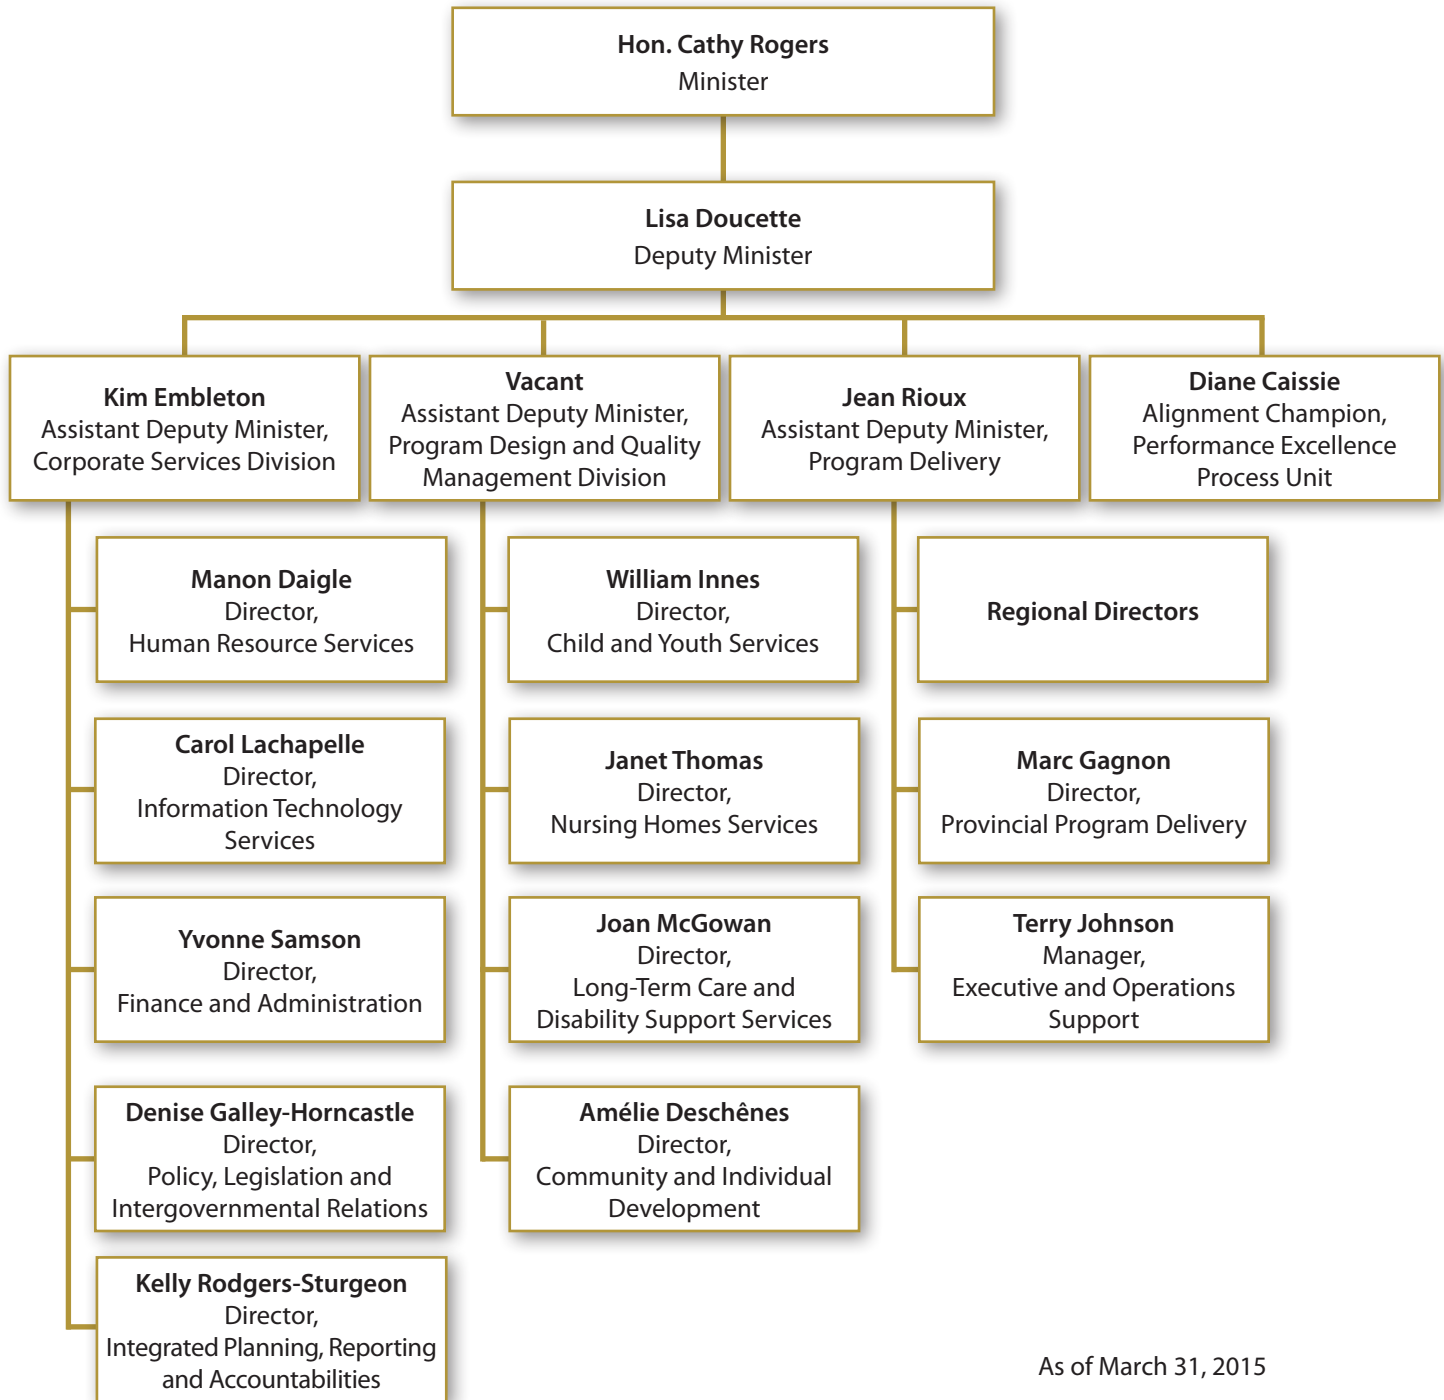 Hon. Cathy Rogers
Minister
Lisa Doucette
Deputy Minister
Kim Embleton
Assistant Deputy Minister,
Corporate Services Division
Vacant
Assistant Deputy Minister,
Program Design and Quality
Management Division
Jean Rioux
Assistant Deputy Minister,
Program Delivery
Diane Caissie
Alignment Champion,
Performance Excellence
Process Unit
Manon Daigle
Director,
Human Resource Services
Carol Lachapelle
Director,
Information Technology
Services
Yvonne Samson
Director,
Finance and Administration
Denise Galley-Horncastle
Director,
Policy, Legislation and
Intergovernmental Relations
Kelly Rodgers-Sturgeon
Director,
Integrated Planning, Reporting
and Accountabilities
William Innes
Director,
Child and Youth Services
Janet Thomas
Director,
Nursing Homes Services
Joan McGowan
Director,
Long-Term Care and
Disability Support Services
Amélie Deschênes
Director,
Community and Individual
Development
Regional Directors
Marc Gagnon
Director,
Provincial Program Delivery
Terry Johnson
Manager,
Executive and Operations
Support
As of March 31, 2015